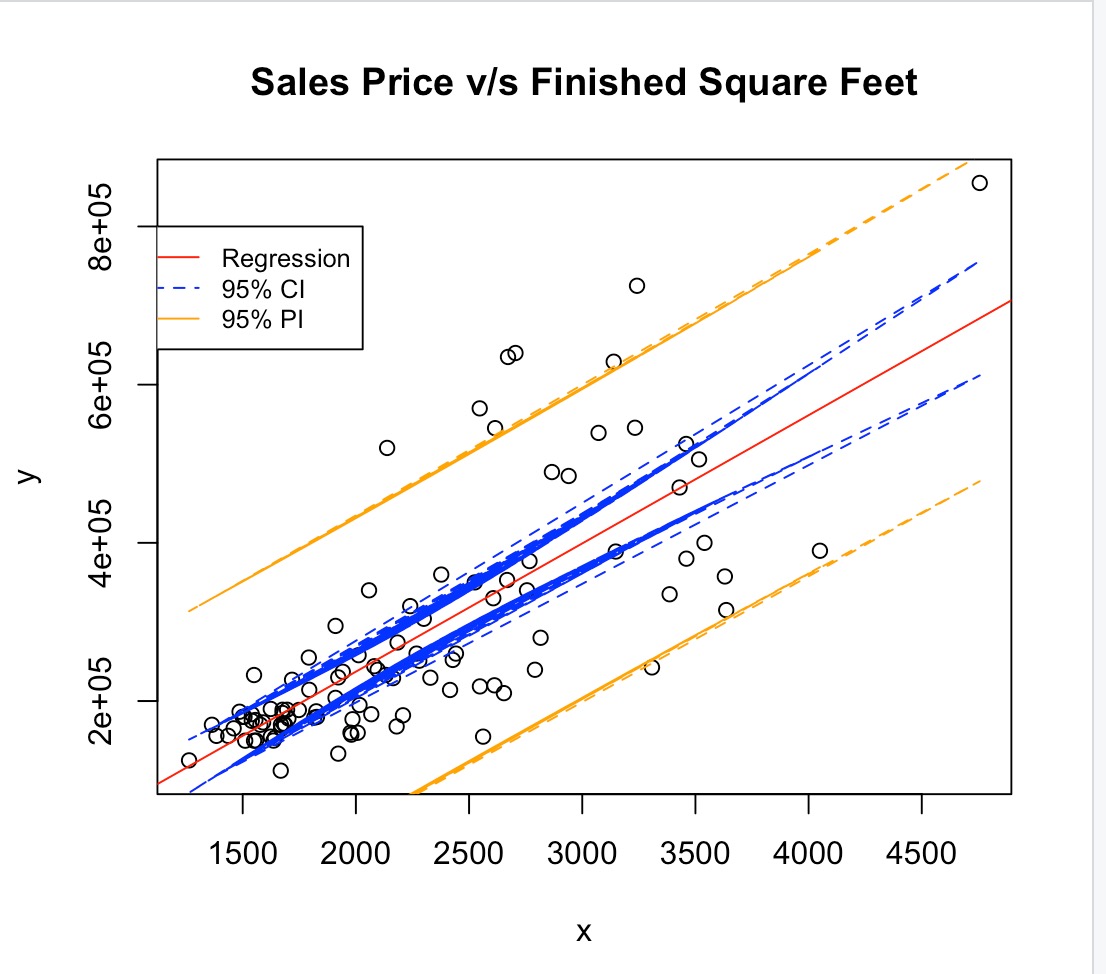 Sales Price v/s Finished Square Feet
8e+05
6e+05
4e+05
2e+05
y
Regression
95% CI
95% PI
1500 2000 2500 3000 3500 4000 4500
x